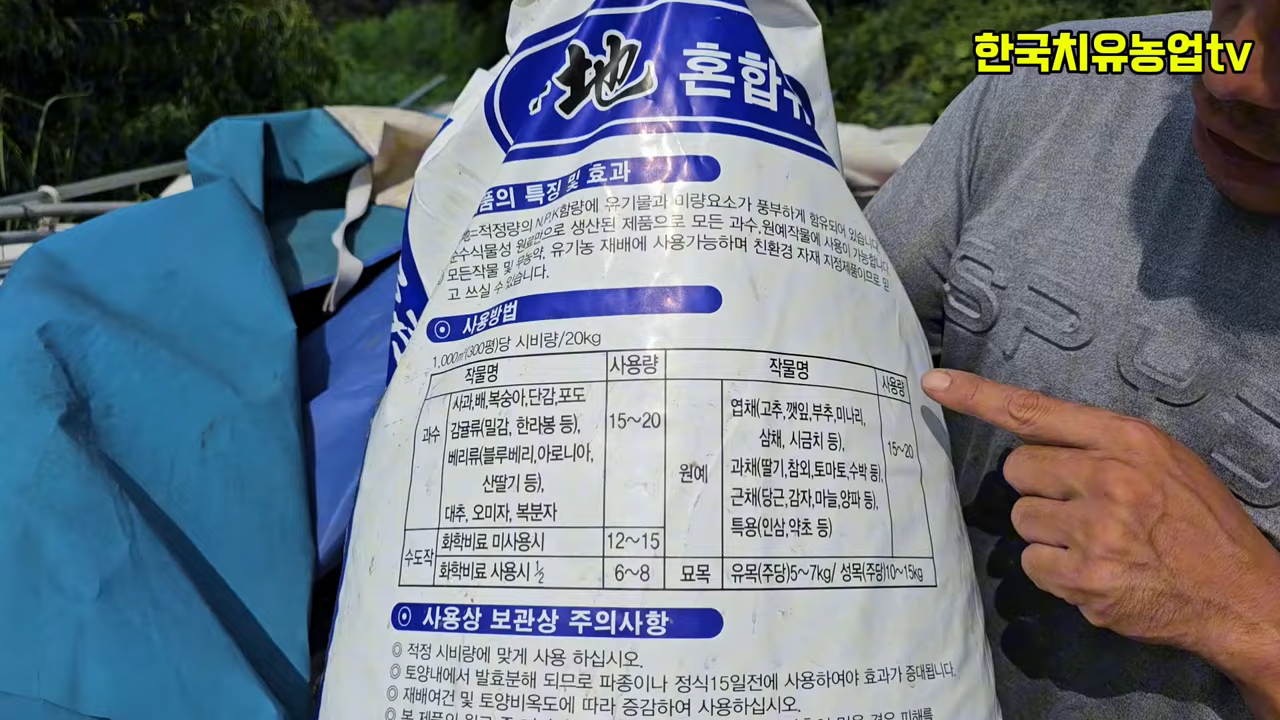 한국치유농업tv
地 혼합
품의 특징 및 효과
적정량의 N,P,K함량에 유기물과 미량요소가 풍부하게 함유되어 있습니다
순수식물성 원료만으로 생산된 제품으로 모든 과수,원예작물에 사용이 가능합니다
모든작물 및 무농약, 유기농 재배에 사용가능하며 친환경 자재 지정제품이므로 믿
고 쓰실 수 있습니다.
사용방법
1,000㎡(300평)당 시비량/20kg
작물명 사용량 작물명 사용량
과수 사과,배,복숭아,단감,포도
감귤류(밀감, 한라봉 등),
베리류(블루베리,아로니아,
산딸기 등),
대추, 오미자, 복분자
15~20
수도작 화학비료 미사용시 12~15
화학비료 사용시 ½ 6~8
원예 엽채(고추,깻잎,부추,미나리,
삼채, 시금치 등),
과채(딸기,참외,토마토,수박 등),
근채(당근,감자,마늘,양파 등),
특용(인삼,약초 등)
15~20
묘목 유목(주당)5~7kg/ 성목(주당)10~15kg
사용상 보관상 주의사항
◎ 적정 시비량에 맞게 사용 하십시오.
◎ 토양내에서 발효분해 되므로 파종이나 정식15일전에 사용하여야 효과가 증대됩니다.
◎ 재배여건 및 토양비옥도에 따라 증감하여 사용하십시오.
◎ 본 제품의
경우 피해를